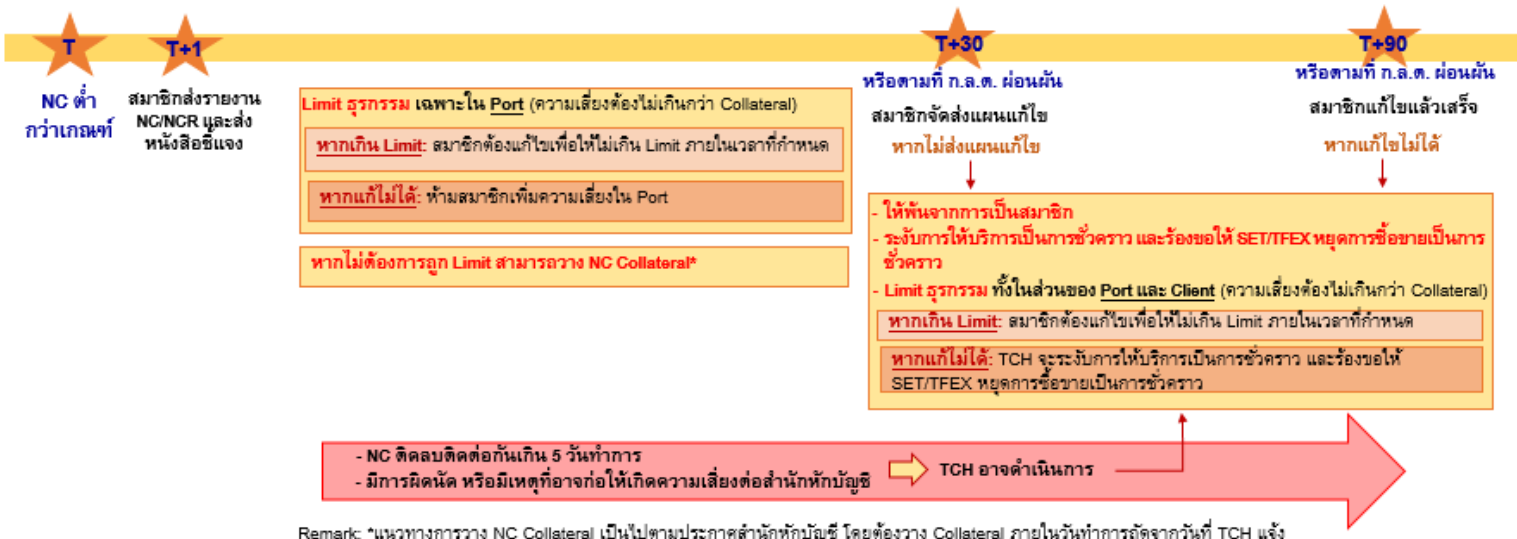 T
T+1
T+30
T+90
NC ต่ำ
กว่าเกณฑ์
สมาชิกส่งรายงาน
NC/NCR และส่ง
หนังสือชี้แจง
Limit ธุรกรรม เฉพาะใน Port (ความเสี่ยงต้องไม่เกินกว่า Collateral)
หากเกิน Limit: สมาชิกต้องแก้ไขเพื่อให้ไม่เกิน Limit ภายในเวลาที่กำหนด
หากแก้ไม่ได้: ห้ามสมาชิกเพิ่มความเสี่ยงใน Port
หากไม่ต้องการถูก Limit สามารถวาง NC Collateral*
หรือตามที่ ก.ล.ต. ผ่อนผัน
สมาชิกจัดส่งแผนแก้ไข
หากไม่ส่งแผนแก้ไข
หรือตามที่ ก.ล.ต. ผ่อนผัน
สมาชิกแก้ไขแล้วเสร็จ
หากแก้ไขไม่ได้
- ให้พ้นจากการเป็นสมาชิก
- ระงับการให้บริการเป็นการชั่วคราว และร้องขอให้ SET/TFEX หยุดการซื้อขายเป็นการ
ชั่วคราว
- Limit ธุรกรรม ทั้งในส่วนของ Port และ Client (ความเสี่ยงต้องไม่เกินกว่า Collateral)
หากเกิน Limit: สมาชิกต้องแก้ไขเพื่อให้ไม่เกิน Limit ภายในเวลาที่กำหนด
หากแก้ไม่ได้: TCH จะระงับการให้บริการเป็นการชั่วคราว และร้องขอให้
SET/TFEX หยุดการซื้อขายเป็นการชั่วคราว
- NC ติดลบติดต่อกันเกิน 5 วันทำการ
- มีการผิดนัด หรือมีเหตุที่อาจก่อให้เกิดความเสี่ยงต่อสำนักหักบัญชี
TCH อาจดำเนินการ
Remark: *แนวทางการวาง NC Collateral เป็นไปตามประกาศสำนักหักบัญชี โดยต้องวาง Collateral ภายในวันทำการถัดจากวันที่ TCH แจ้ง